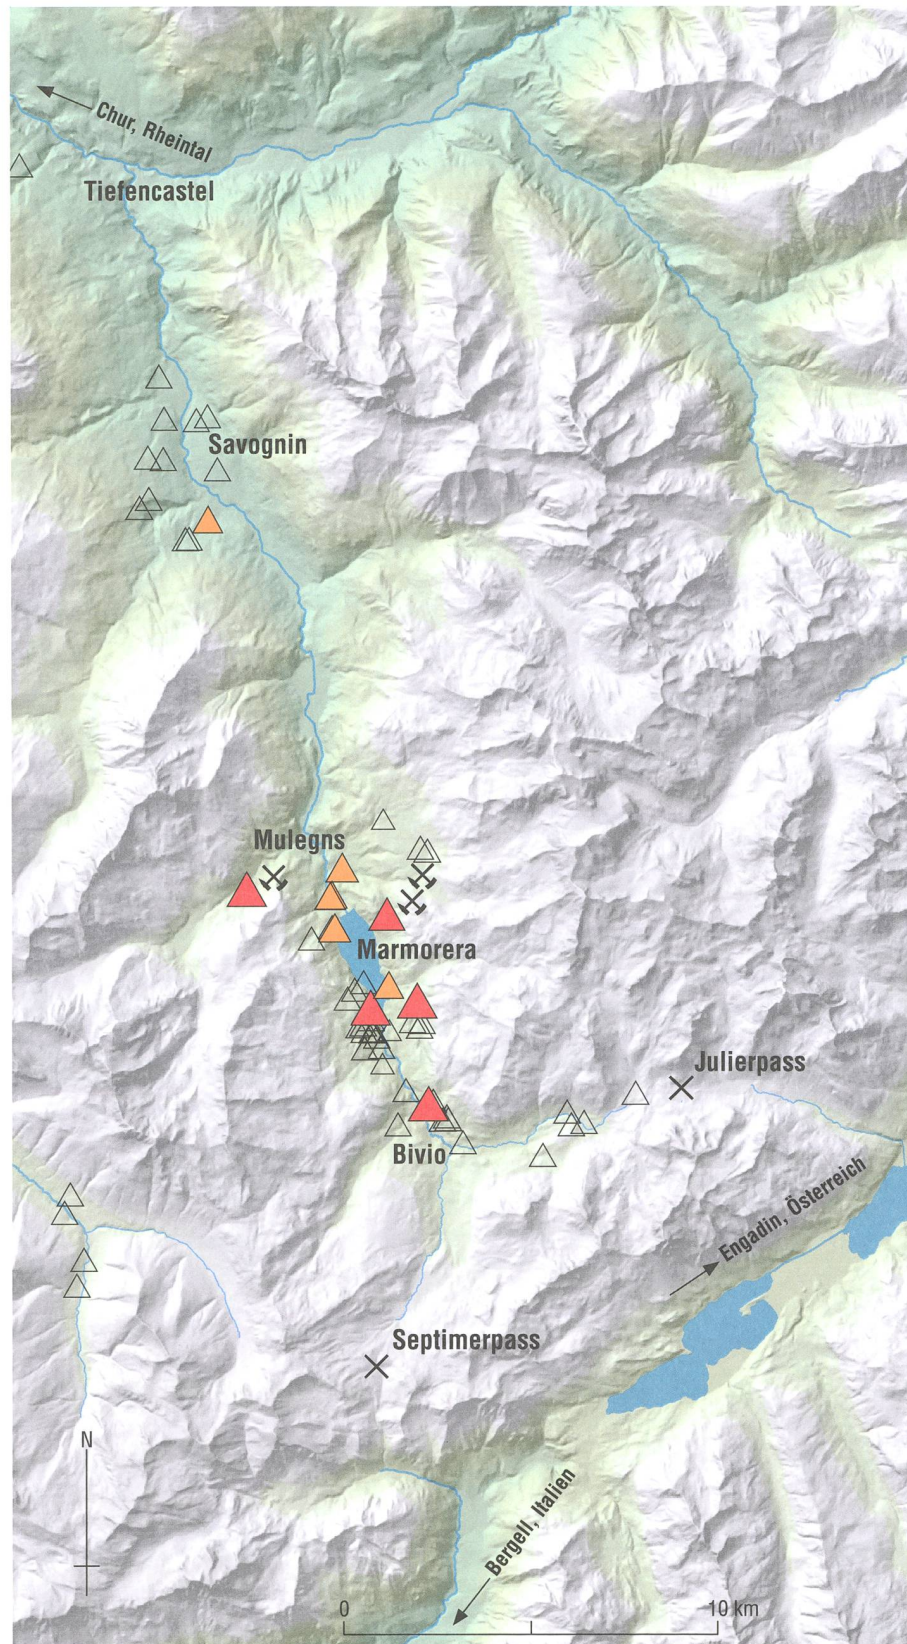 Chur, Rheintal
Tiefencastel
Savognin
Mulegns
Marmorera
Julierpass
Bivio
Engadin, Österreich
Septimerpass
N
Bergell, Italien
0 10 km